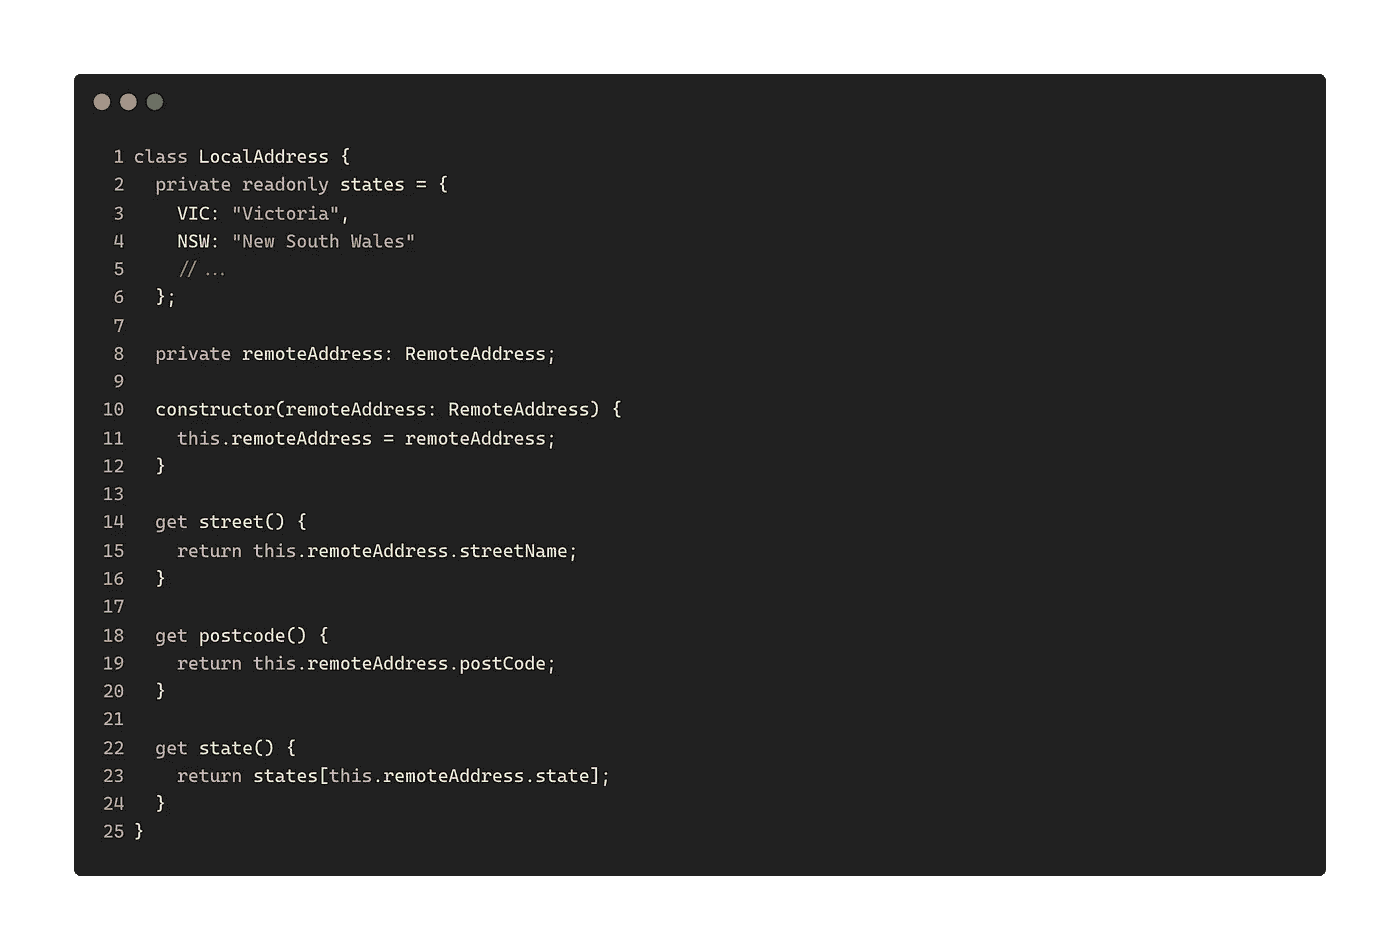 1 class LocalAddress {
2   private readonly states = {
3     VIC: "Victoria",
4     NSW: "New South Wales"
5     // ...
6   };
7
8   private remoteAddress: RemoteAddress;
9
10   constructor(remoteAddress: RemoteAddress) {
11     this.remoteAddress = remoteAddress;
12   }
13
14   get street() {
15     return this.remoteAddress.streetName;
16   }
17
18   get postcode() {
19     return this.remoteAddress.postCode;
20   }
21
22   get state() {
23     return states[this.remoteAddress.state];
24   }
25 }